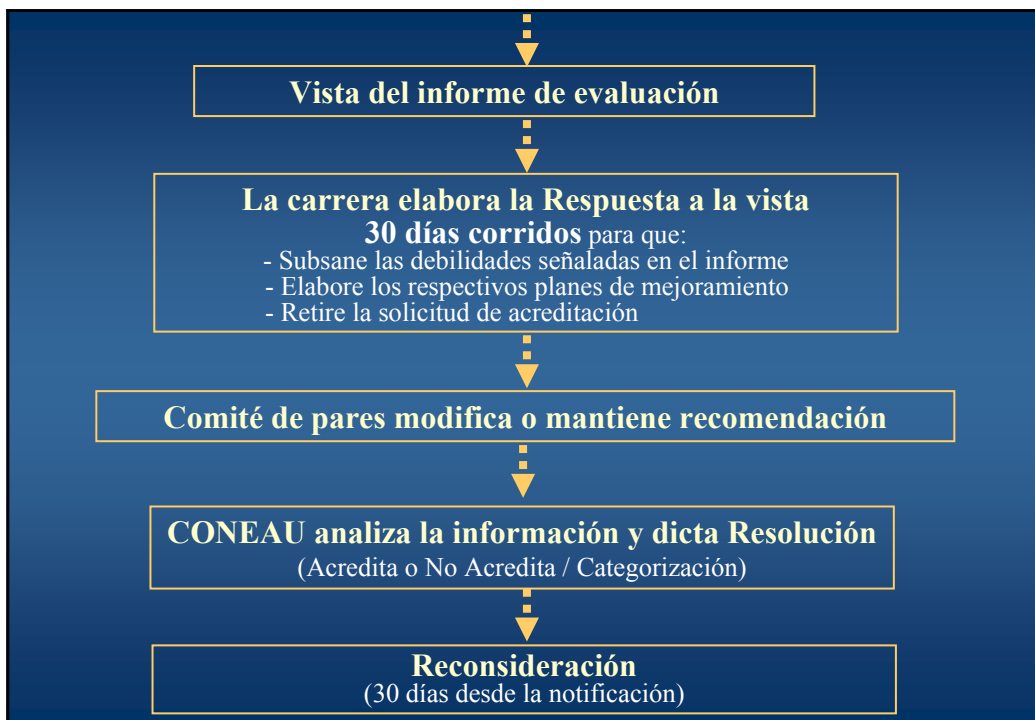 Vista del informe de evaluación
La carrera elabora la Respuesta a la vista
30 días corridos para que:
- Subsane las debilidades señaladas en el informe
- Elabore los respectivos planes de mejoramiento
- Retire la solicitud de acreditación
Comité de pares modifica o mantiene recomendación
CONEAU analiza la información y dicta Resolución
(Acredita o No Acredita / Categorización)
Reconsideración
(30 días desde la notificación)